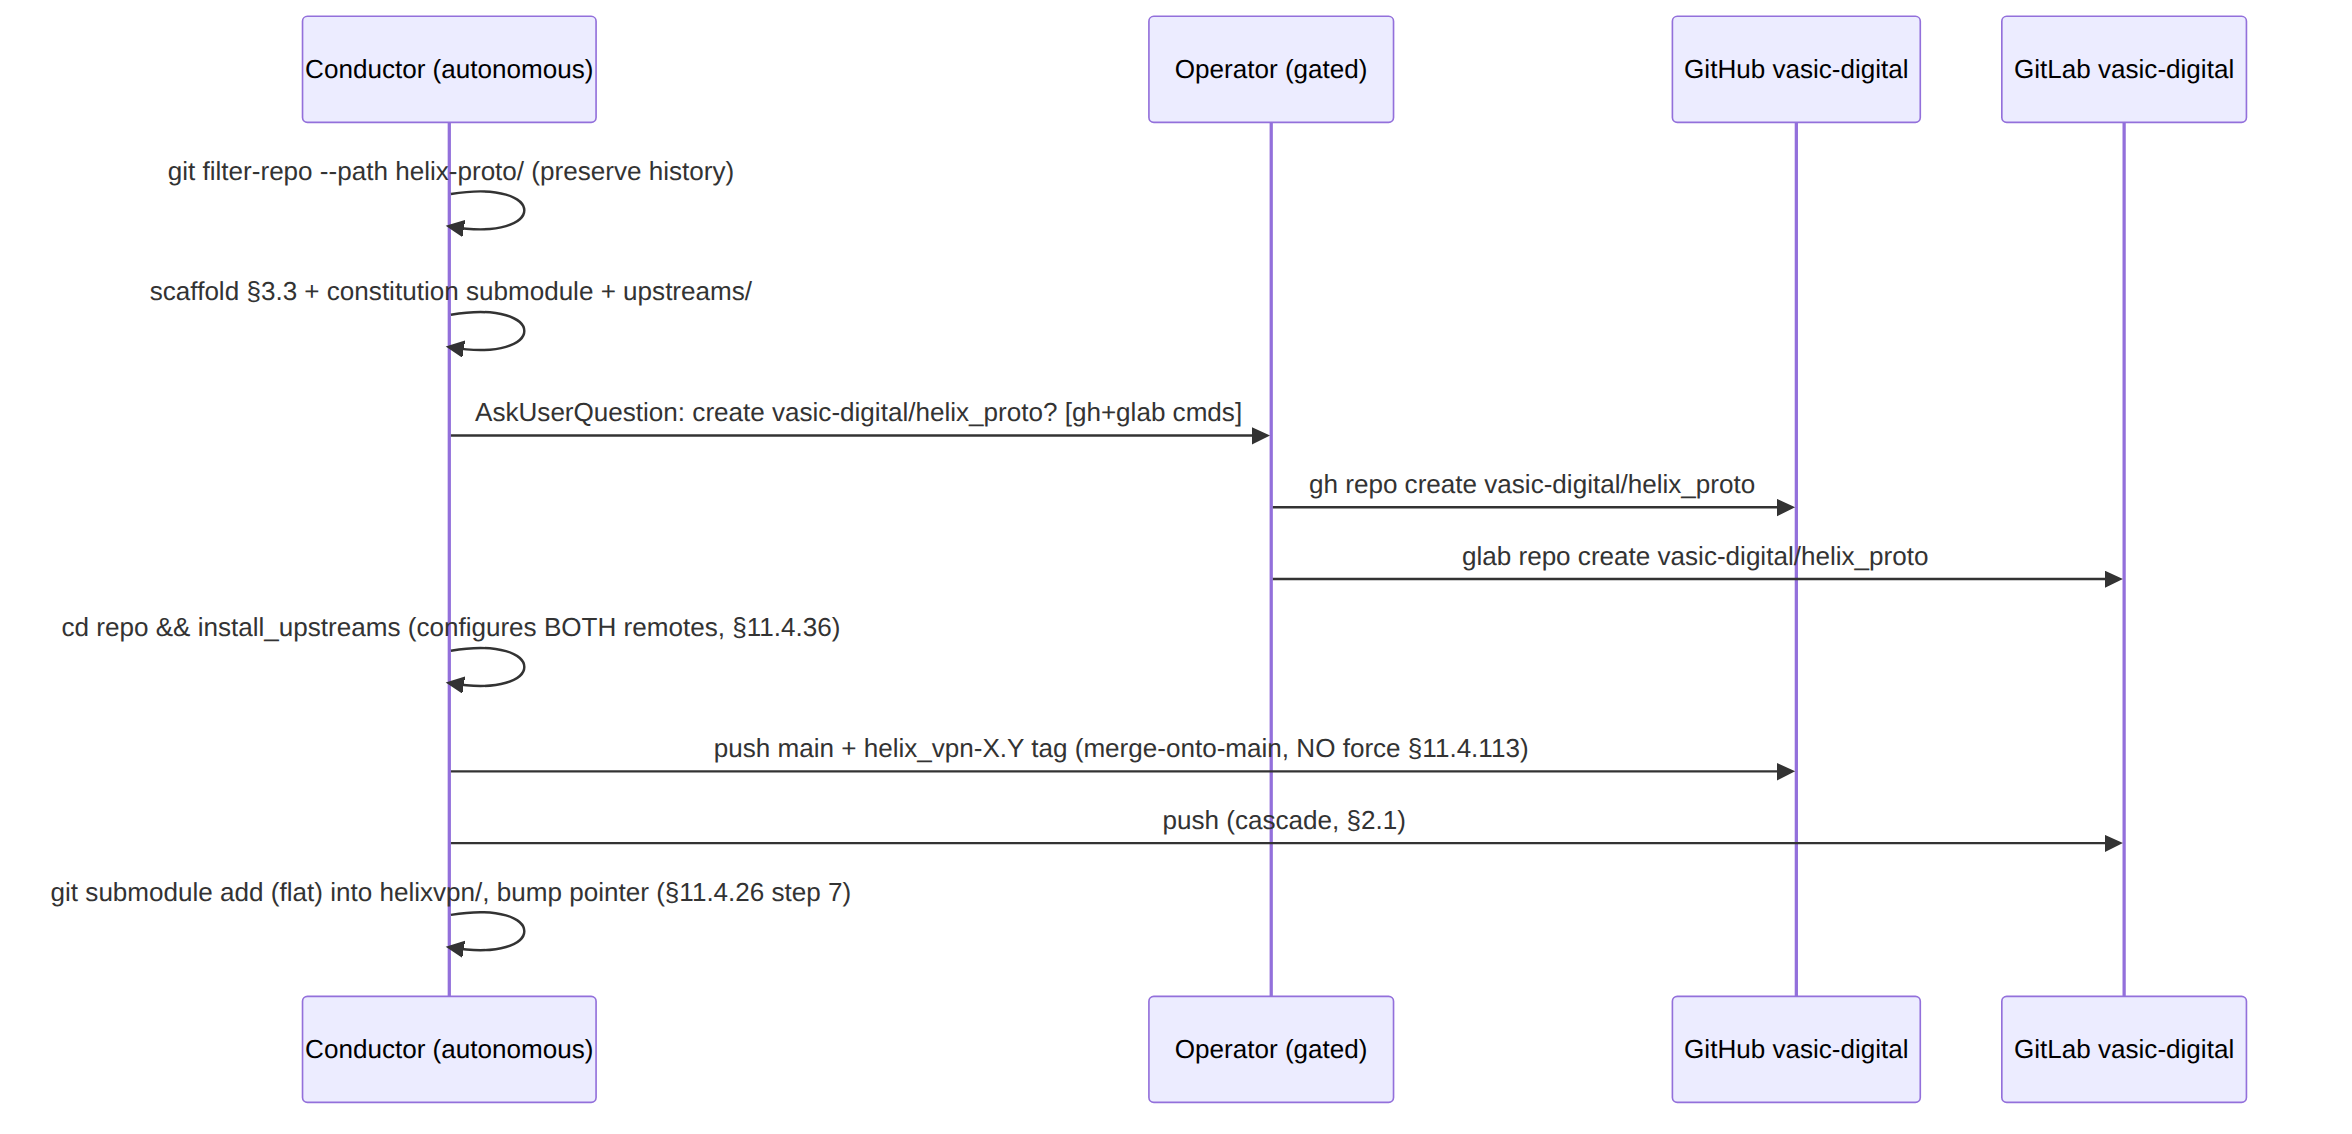 Conductor (autonomous)
Operator (gated)
GitHub vasic-digital
GitLab vasic-digital
git filter-repo --path helix-proto/ (preserve history)
scaffold §3.3 + constitution submodule + upstreams/
AskUserQuestion: create vasic-digital/helix_proto? [gh+glab cmds]
gh repo create vasic-digital/helix_proto
glab repo create vasic-digital/helix_proto
cd repo && install_upstreams (configures BOTH remotes, §11.4.36)
push main + helix_vpn-X.Y tag (merge-onto-main, NO force §11.4.113)
push (cascade, §2.1)
git submodule add (flat) into helixvpn/, bump pointer (§11.4.26 step 7)
Conductor (autonomous)
Operator (gated)
GitHub vasic-digital
GitLab vasic-digital